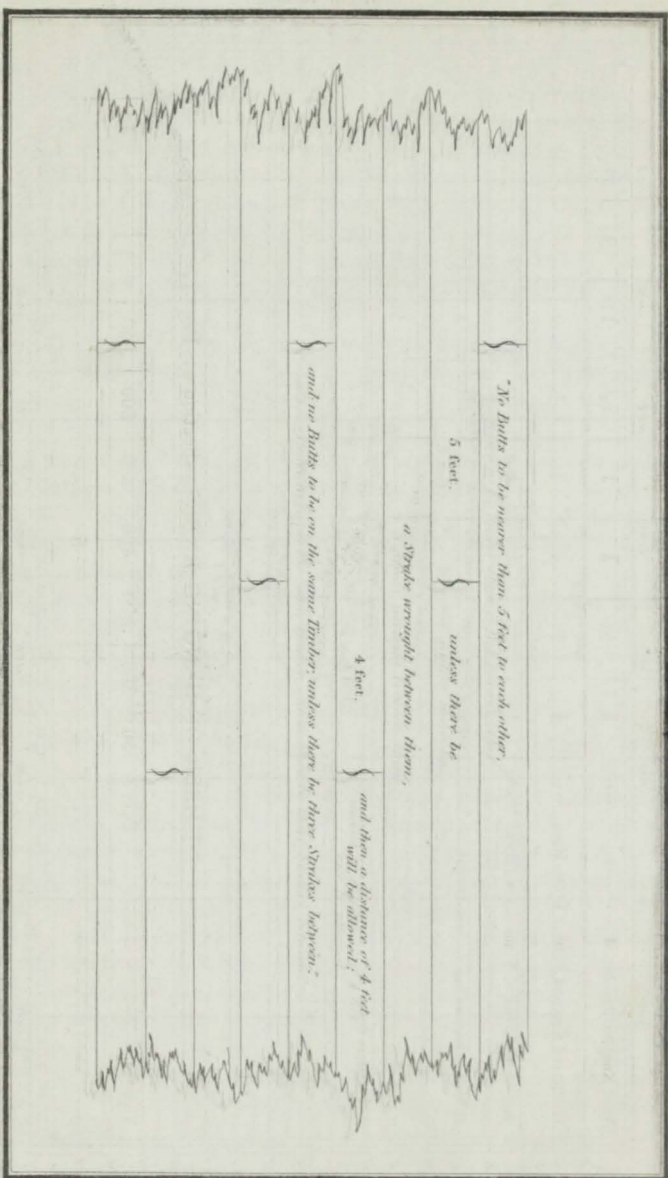 "No Butts to be nearer than 5 feet to each other,
5 feet. unless there be
a Strake wrought between them,
4 feet. and then a distance of 4 feet
will be allowed;
and no Butts to be on the same Timber, unless there be three Strakes between."